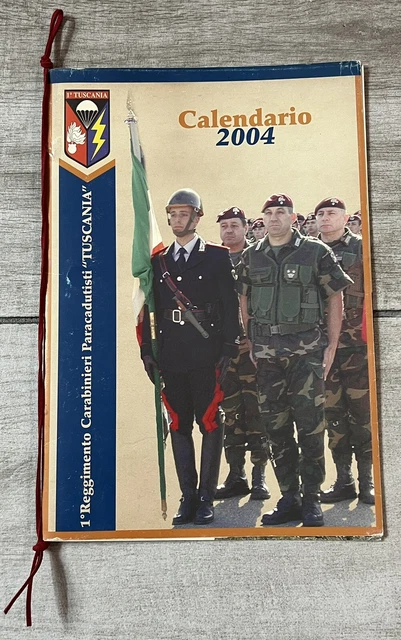 1° TUSCANIA
Calendario
2004
1°Reggimento Carabinieri Paracadutisti "TUSCANIA"